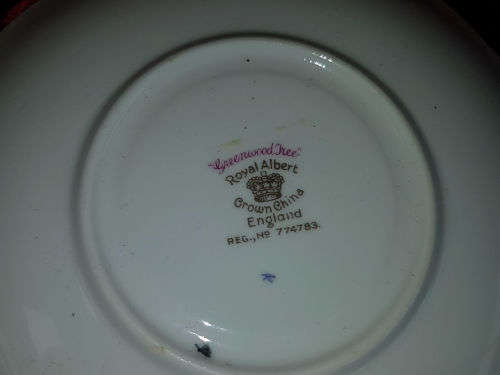 "Greenwood Tree"
Royal Albert
Crown China
England
REG., No 774783.